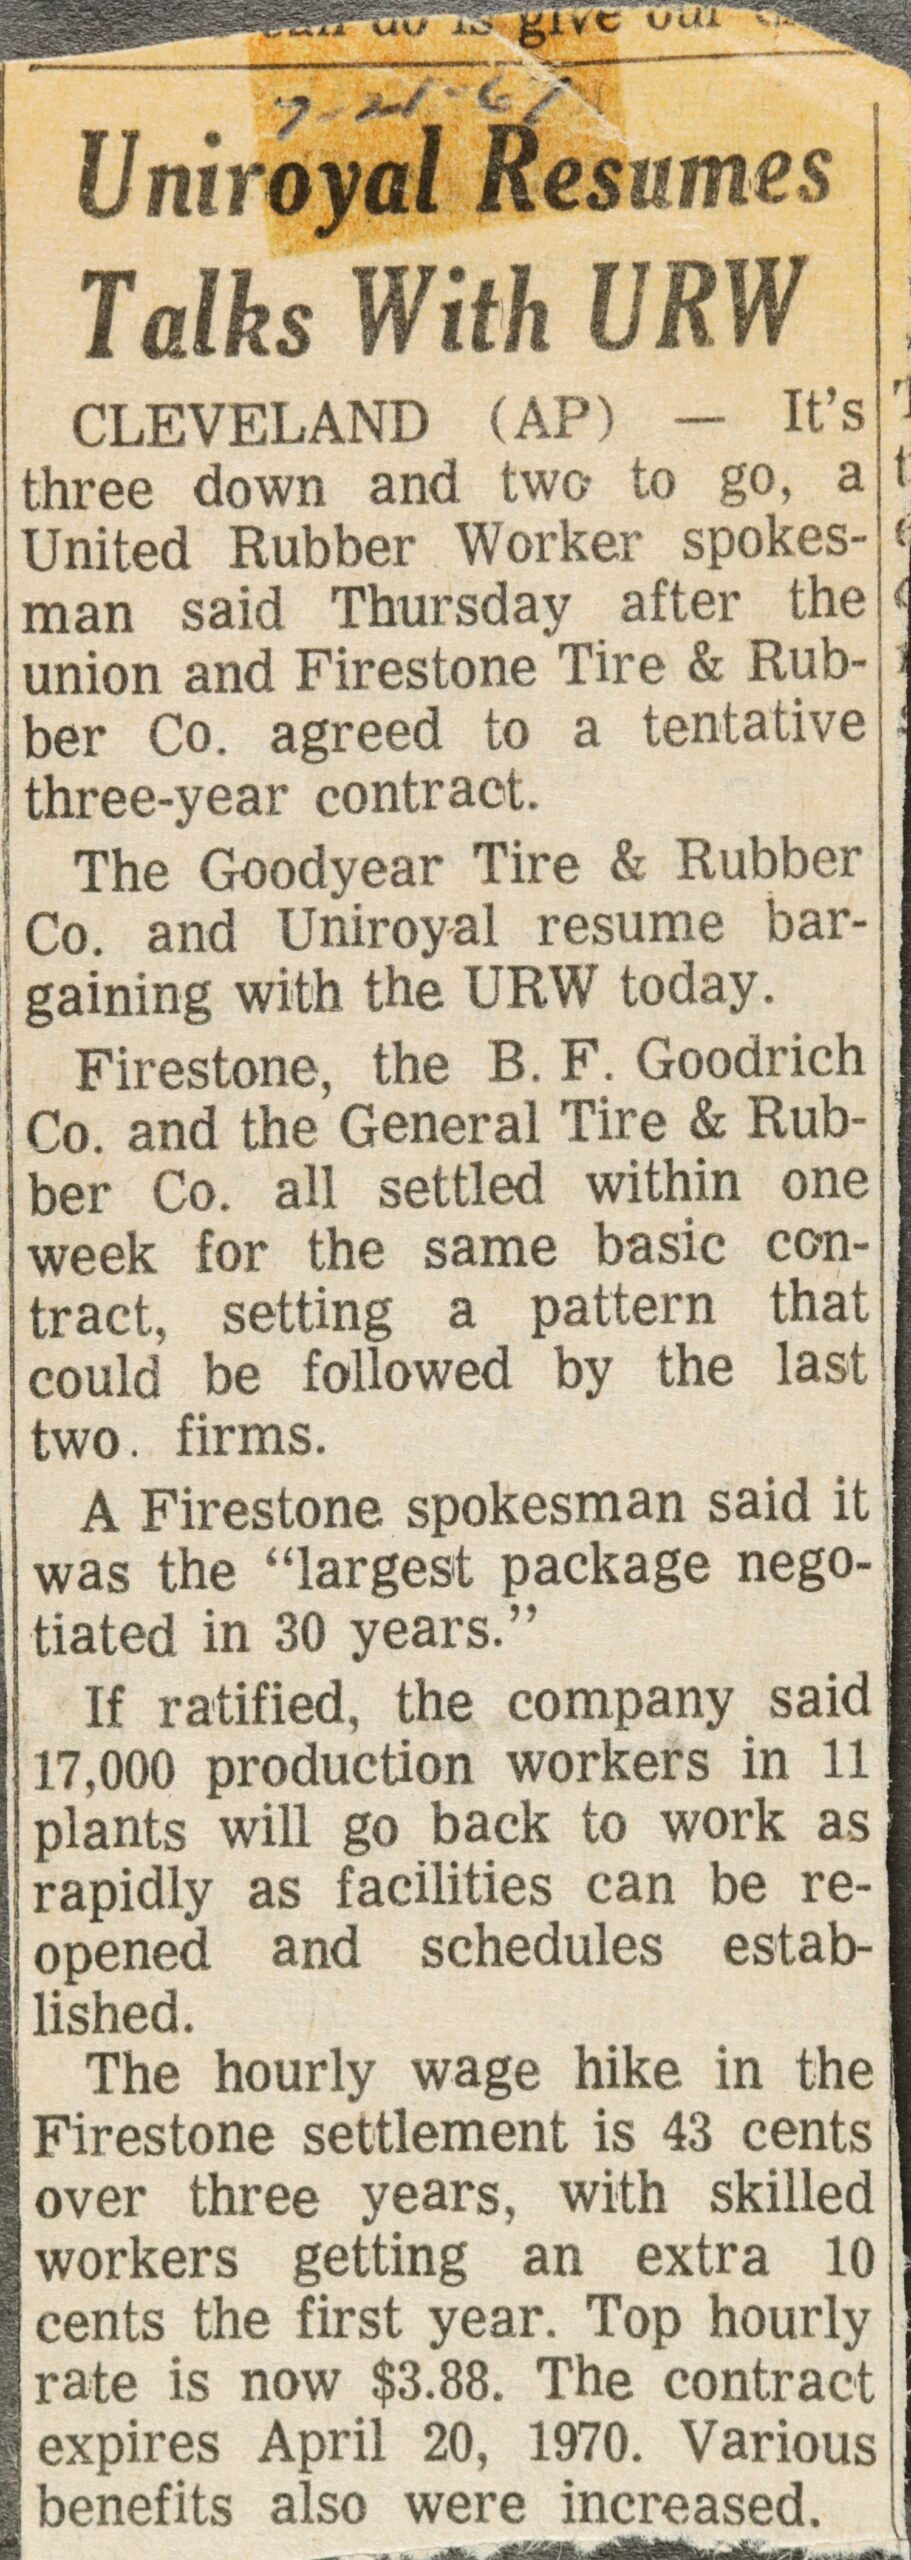 is give our
7-21-67
Uniroyal Resumes
Talks With URW
CLEVELAND (AP) — It's
three down and two to go, a
United Rubber Worker spokes-
man said Thursday after the
union and Firestone Tire & Rub-
ber Co. agreed to a tentative
three-year contract.
The Goodyear Tire & Rubber
Co. and Uniroyal resume bar-
gaining with the URW today.
Firestone, the B. F. Goodrich
Co. and the General Tire & Rub-
ber Co. all settled within one
week for the same basic con-
tract, setting a pattern that
could be followed by the last
two. firms.
A Firestone spokesman said it
was the “largest package nego-
tiated in 30 years.”
If ratified, the company said
17,000 production workers in 11
plants will go back to work as
rapidly as facilities can be re-
opened and schedules estab-
lished.
The hourly wage hike in the
Firestone settlement is 43 cents
over three years, with skilled
workers getting an extra 10
cents the first year. Top hourly
rate is now $3.88. The contract
expires April 20, 1970. Various
benefits also were increased.